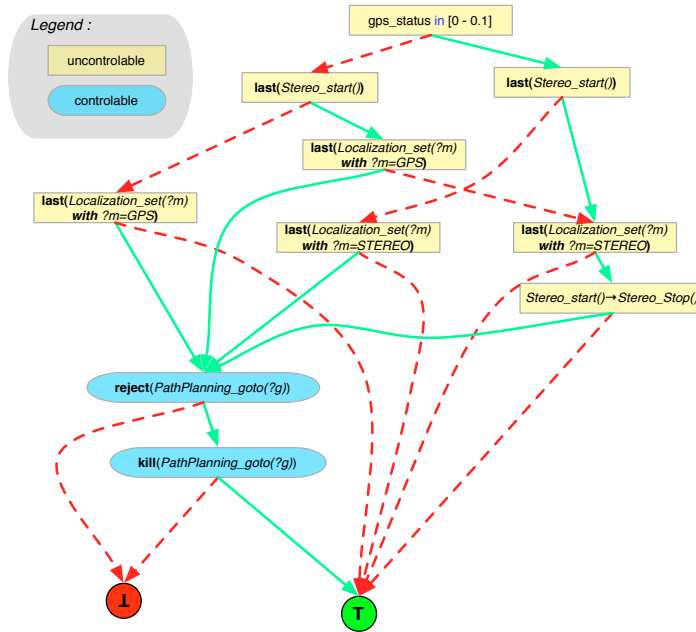 Legend :
uncontrolable
controlable
gps_status in [0 - 0.1]
last(Stereo_start())
last(Stereo_start())
last(Localization_set(?m)
with ?m=GPS)
last(Localization_set(?m)
with ?m=GPS)
last(Localization_set(?m)
with ?m=STEREO)
last(Localization_set(?m)
with ?m=STEREO)
Stereo_start()→Stereo_Stop()
reject(PathPlanning_goto(?g))
kill(PathPlanning_goto(?g))
⊥
T